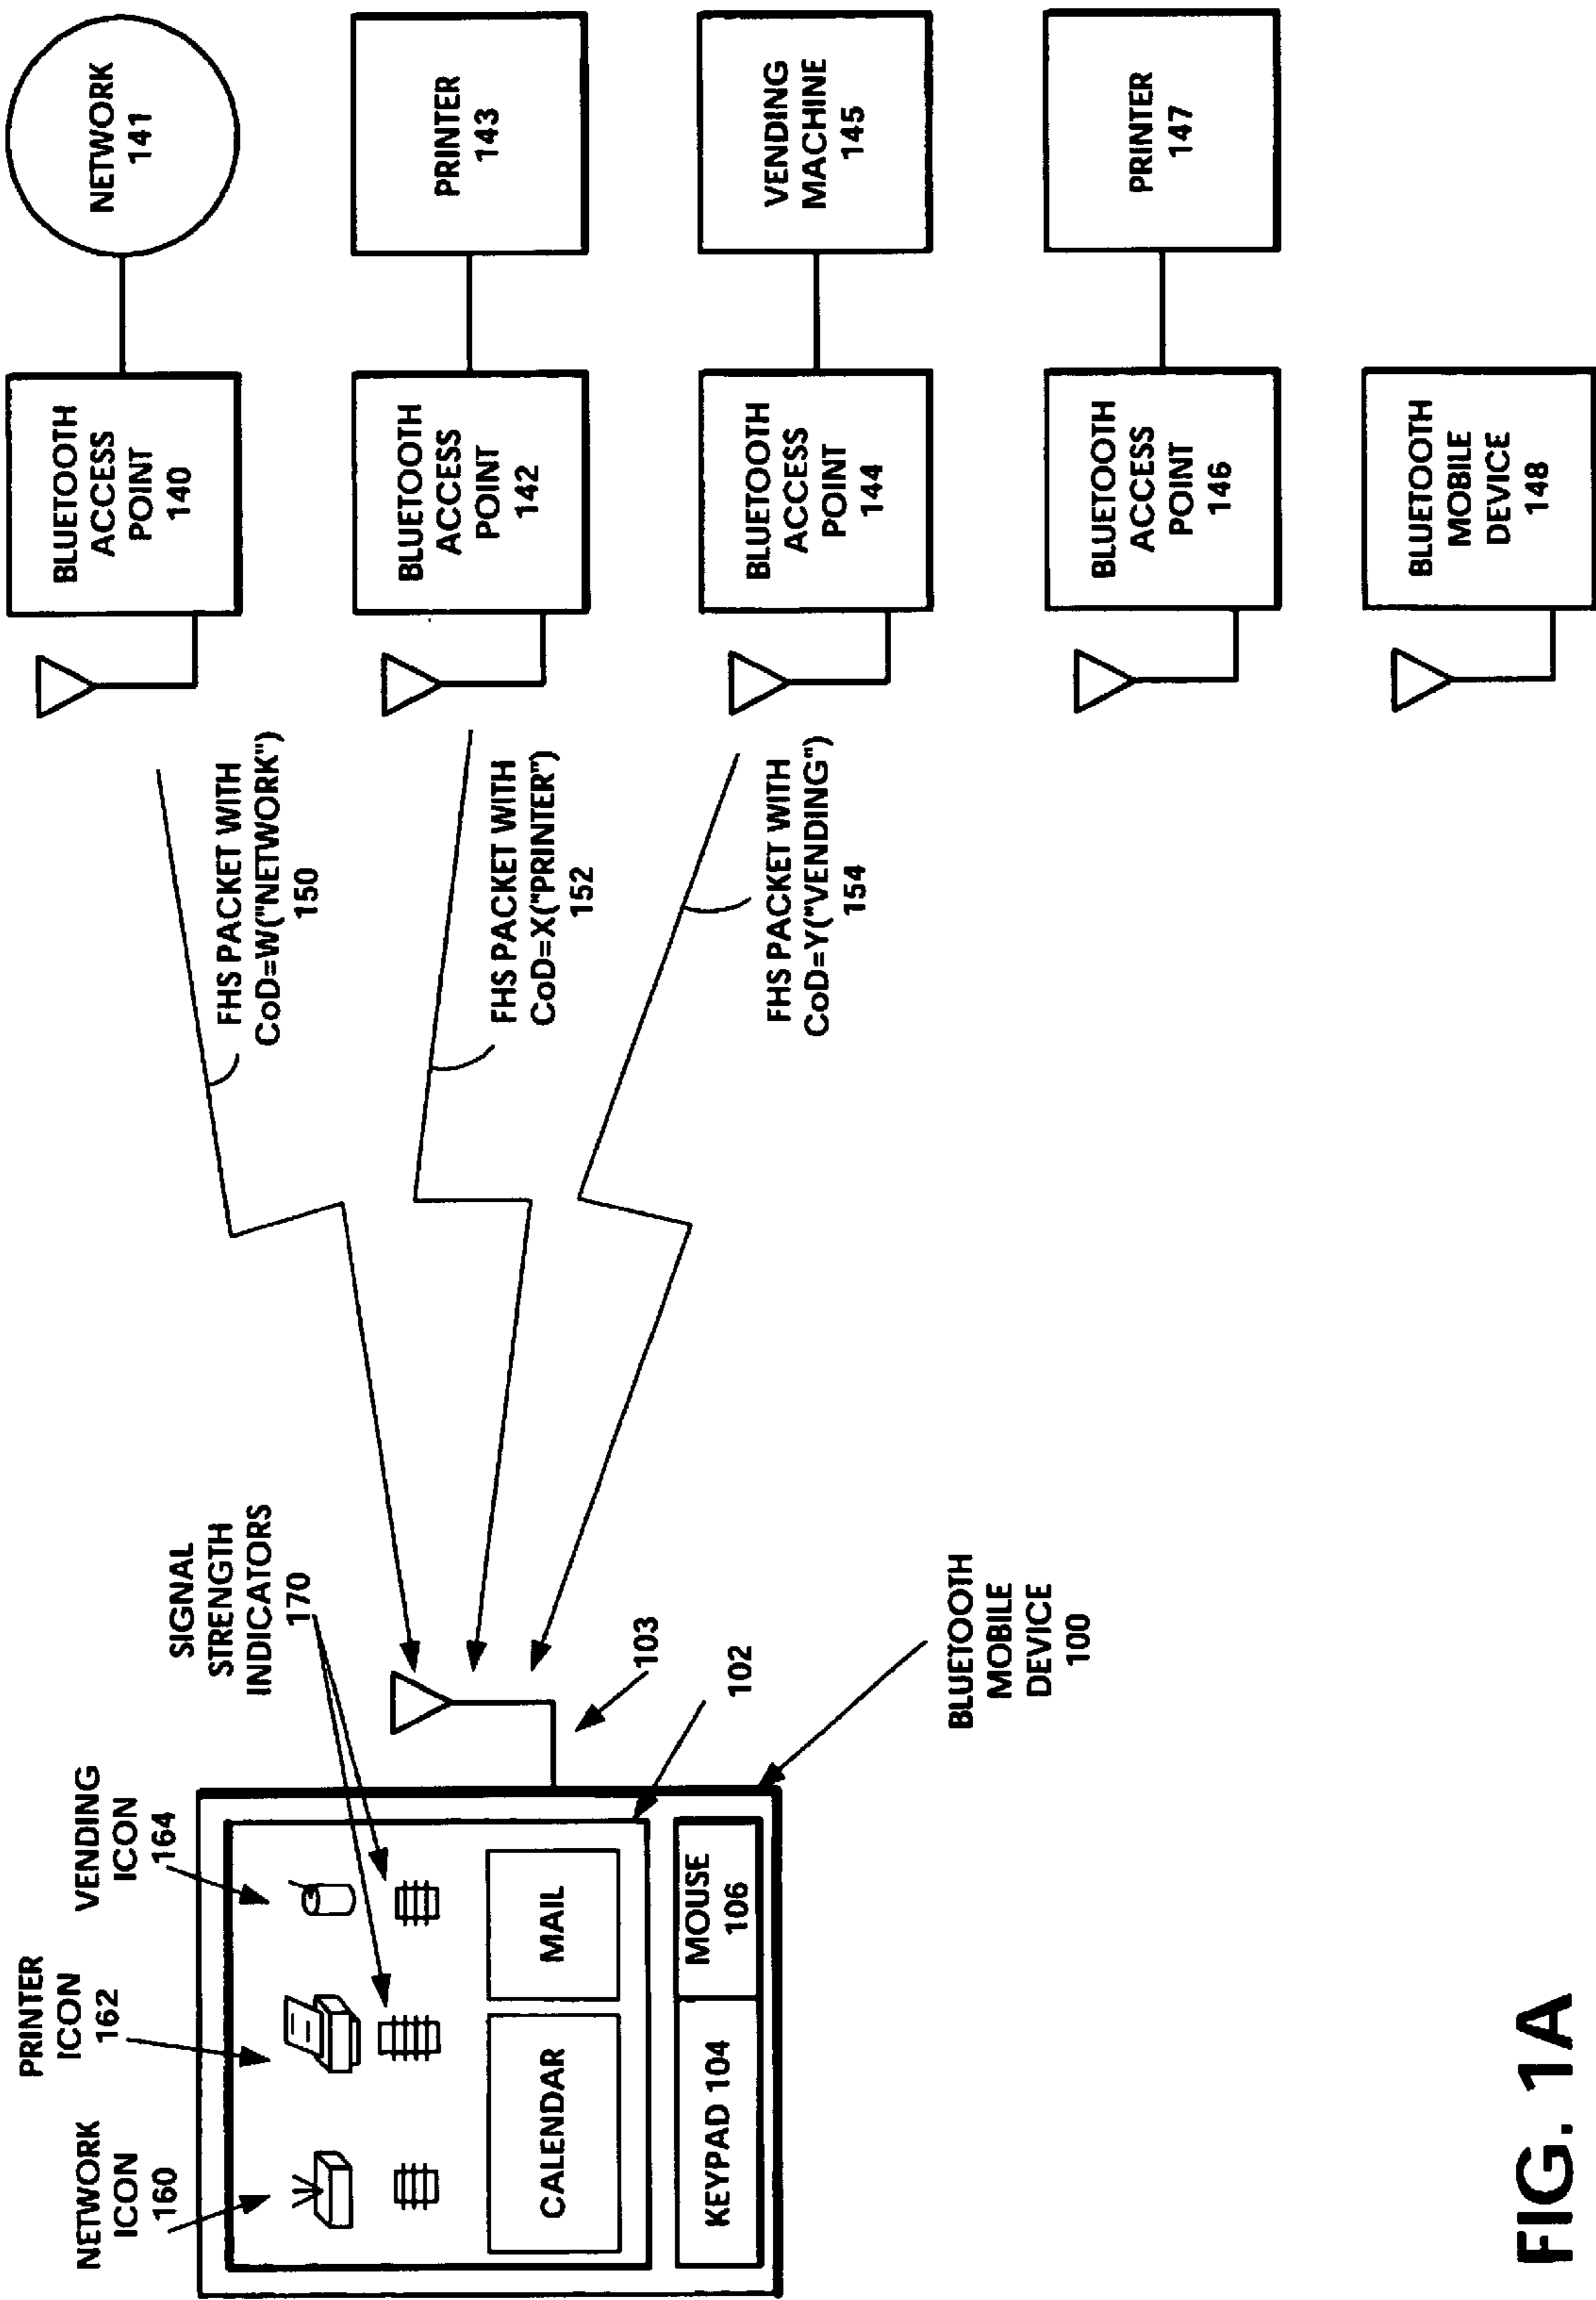 NETWORK
ICON
160
PRINTER
ICON
162
VENDING
ICON
164
SIGNAL
STRENGTH
INDICATORS
170
CALENDAR
MAIL
KEYPAD 104
MOUSE
106
103
102
BLUETOOTH
MOBILE
DEVICE
100
FHS PACKET WITH
CoD=W("NETWORK")
150
FHS PACKET WITH
CoD=X("PRINTER")
152
FHS PACKET WITH
CoD=Y("VENDING")
154
BLUETOOTH
ACCESS
POINT
140
NETWORK
141
BLUETOOTH
ACCESS
POINT
142
PRINTER
143
BLUETOOTH
ACCESS
POINT
144
VENDING
MACHINE
145
BLUETOOTH
ACCESS
POINT
146
PRINTER
147
BLUETOOTH
MOBILE
DEVICE
148
FIG. 1A